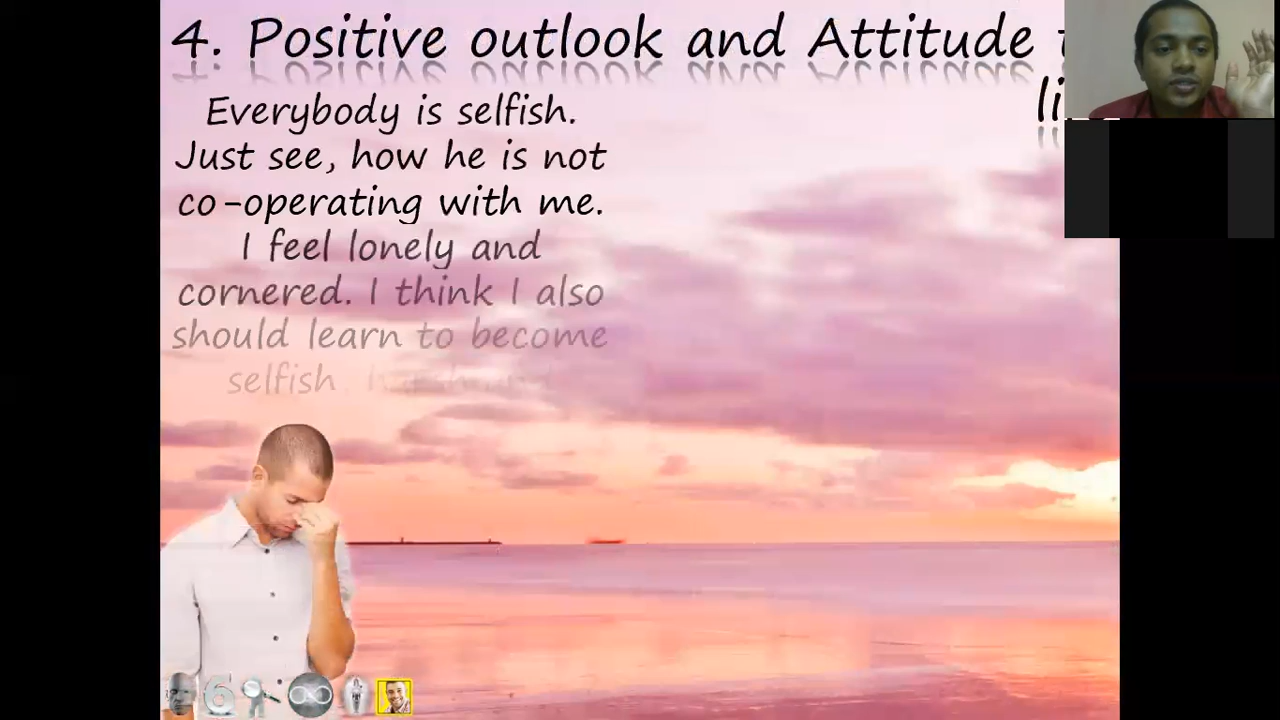 4. Positive outlook and Attitude
Everybody is selfish.
Just see, how he is not
co-operating with me.
I feel lonely and
cornered. I think I also
should learn to become
selfish
6